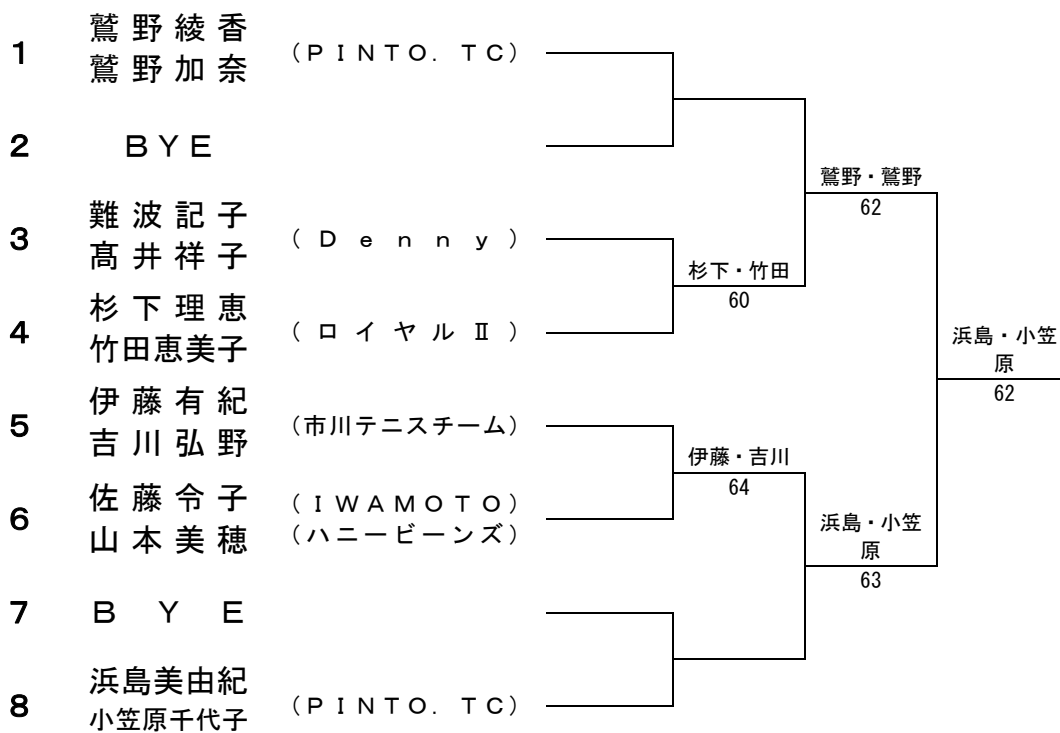 1 鷲野綾香
鷲野加奈 (PINTO. TC)
2 BYE
3 難波記子
髙井祥子 (Denny)
4 杉下理恵
竹田恵美子 (ロイヤルⅡ)
5 伊藤有紀
吉川弘野 (市川テニスチーム)
6 佐藤令子 (IWAMOTO)
山本美穂 (ハニービーンズ)
7 BYE
8 浜島美由紀
小笠原千代子 (PINTO. TC)
杉下・竹田
60
伊藤・吉川
64
鷲野・鷲野
62
浜島・小笠
原
63
浜島・小笠
原
62